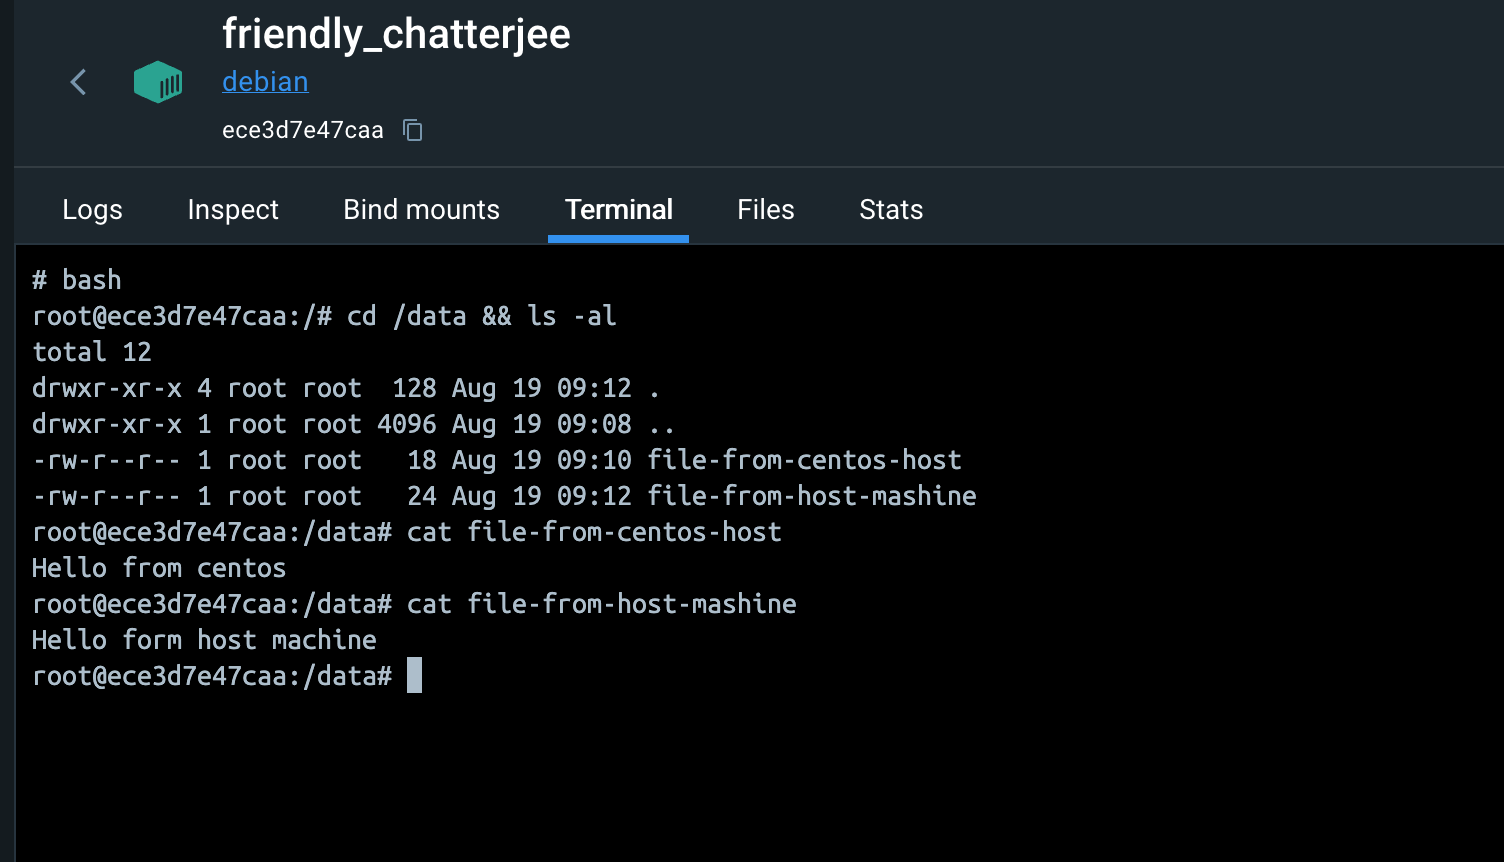 friendly_chatterjee
debian
ece3d7e47caa
Logs Inspect Bind mounts Terminal Files Stats
# bash
root@ece3d7e47caa:/# cd /data && ls -al
total 12
drwxr-xr-x 4 root root  128 Aug 19 09:12 .
drwxr-xr-x 1 root root 4096 Aug 19 09:08 ..
-rw-r--r-- 1 root root   18 Aug 19 09:10 file-from-centos-host
-rw-r--r-- 1 root root   24 Aug 19 09:12 file-from-host-mashine
root@ece3d7e47caa:/data# cat file-from-centos-host
Hello from centos
root@ece3d7e47caa:/data# cat file-from-host-mashine
Hello form host machine
root@ece3d7e47caa:/data#